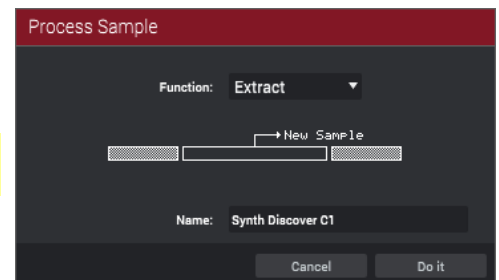 Process Sample
Function: Extract
New Sample
Name: Synth Discover C1
Cancel Do it